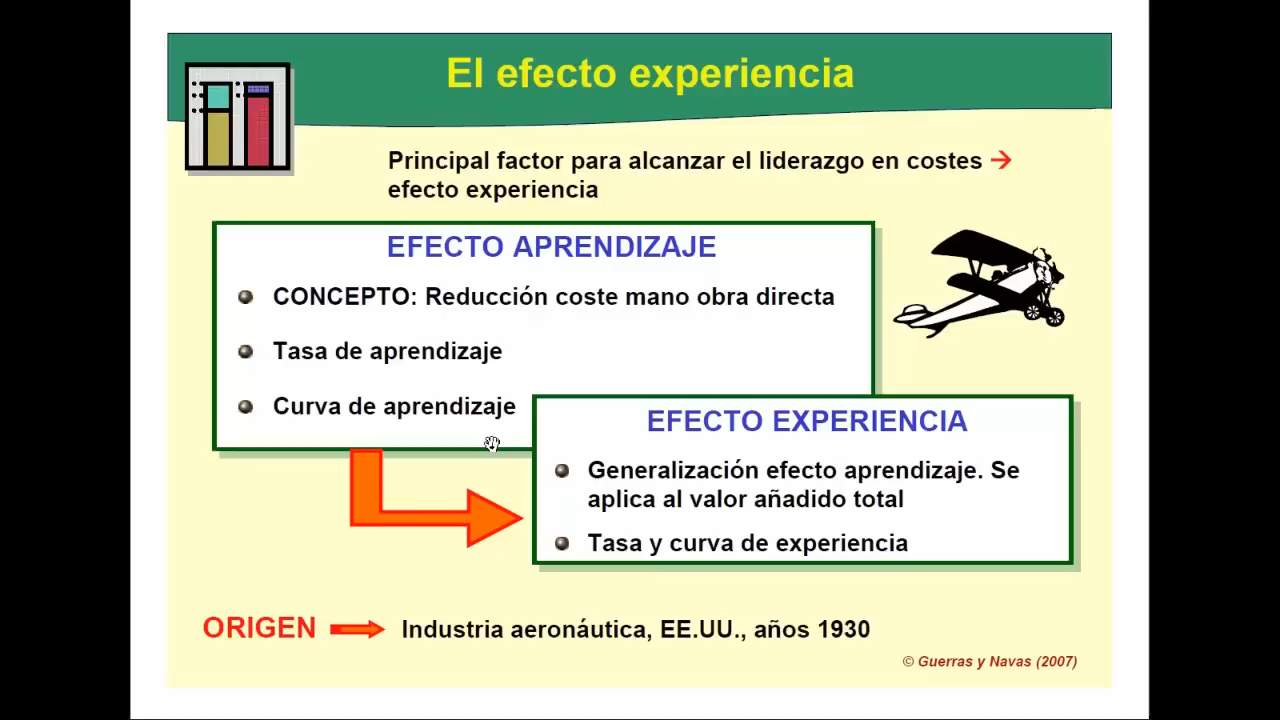 El efecto experiencia
Principal factor para alcanzar el liderazgo en costes →
efecto experiencia
EFECTO APRENDIZAJE
CONCEPTO: Reducción coste mano obra directa
Tasa de aprendizaje
Curva de aprendizaje
EFECTO EXPERIENCIA
Generalización efecto aprendizaje. Se
aplica al valor añadido total
Tasa y curva de experiencia
ORIGEN
Industria aeronáutica, EE.UU., años 1930
© Guerras y Navas (2007)